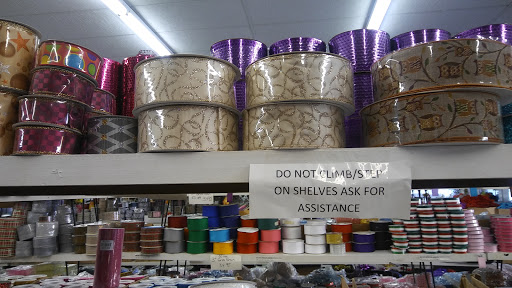 DO NOT CLIMB/STEP
ON SHELVES ASK FOR
ASSISTANCE